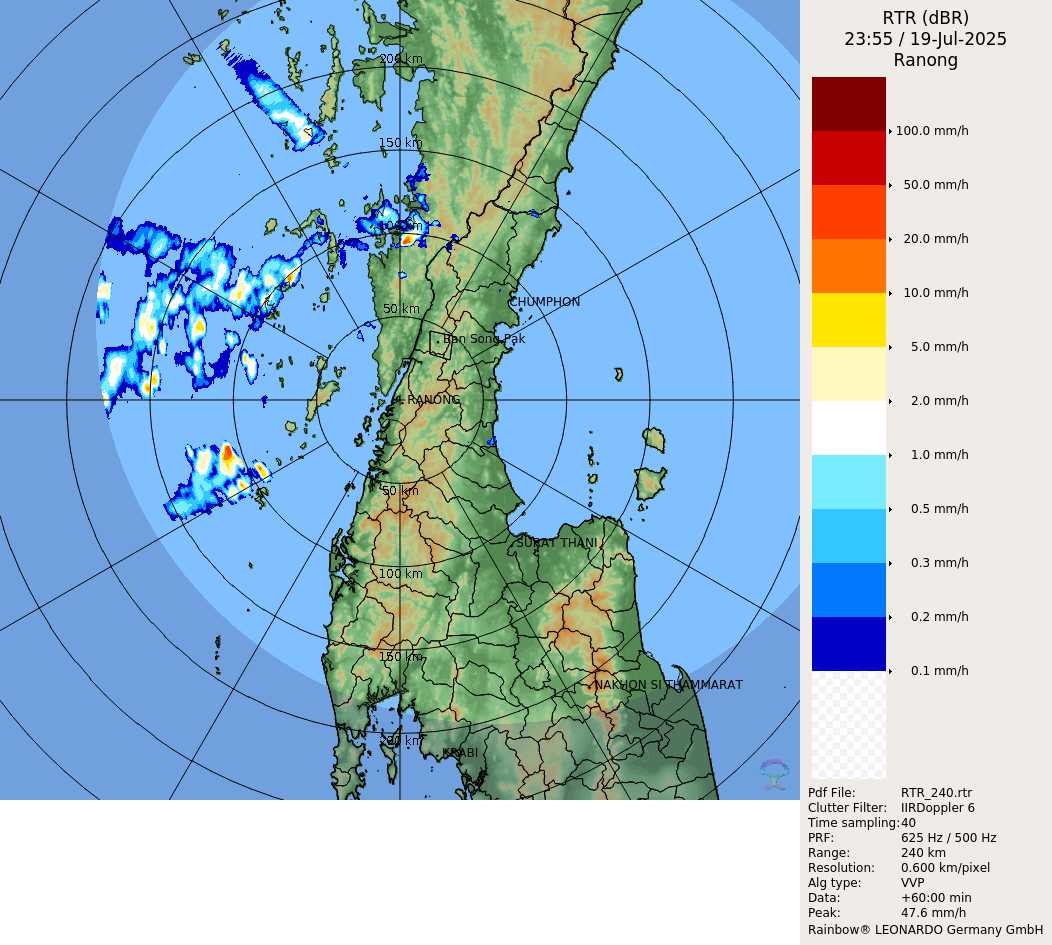 RTR (dBR)
23:55 / 19-Jul-2025
Ranong
100.0 mm/h
50.0 mm/h
20.0 mm/h
10.0 mm/h
5.0 mm/h
2.0 mm/h
1.0 mm/h
0.5 mm/h
0.3 mm/h
0.2 mm/h
0.1 mm/h
200 km
150 km
100 km
50 km
CHUMPHON
Ban Song Pak
RANONG
50 km
SURAT THANI
100 km
150 km
NAKHON SI THAMMARAT
200 km
KRABI
Pdf File: RTR_240.rtr
Clutter Filter: IIRDoppler 6
Time sampling: 40
PRF: 625 Hz / 500 Hz
Range: 240 km
Resolution: 0.600 km/pixel
Alg type: VVP
Data: +60:00 min
Peak: 47.6 mm/h
Rainbow® LEONARDO Germany GmbH